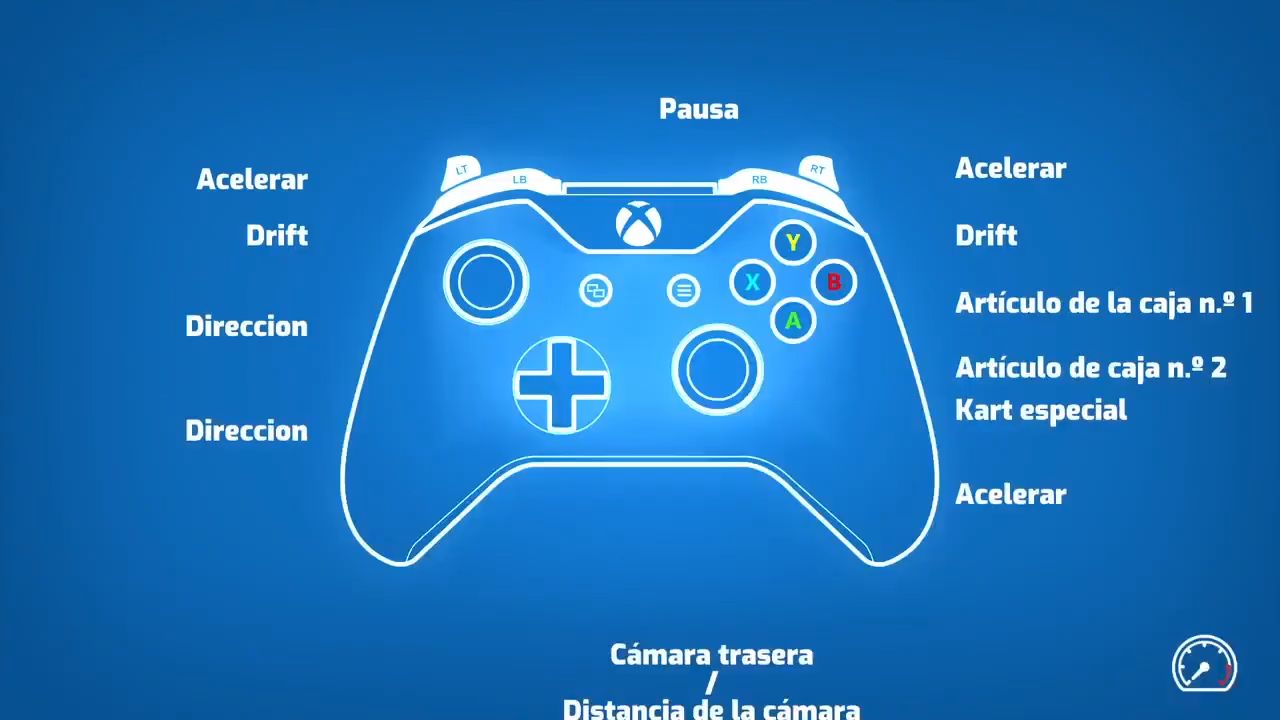 Pausa
Acelerar
Acelerar
LT
LB
RB
RT
Drift
Drift
Y
X
B
A
Artículo de la caja n.º 1
Direccion
Artículo de caja n.º 2
Kart especial
Direccion
Acelerar
Cámara trasera
/
Distancia de la cámara